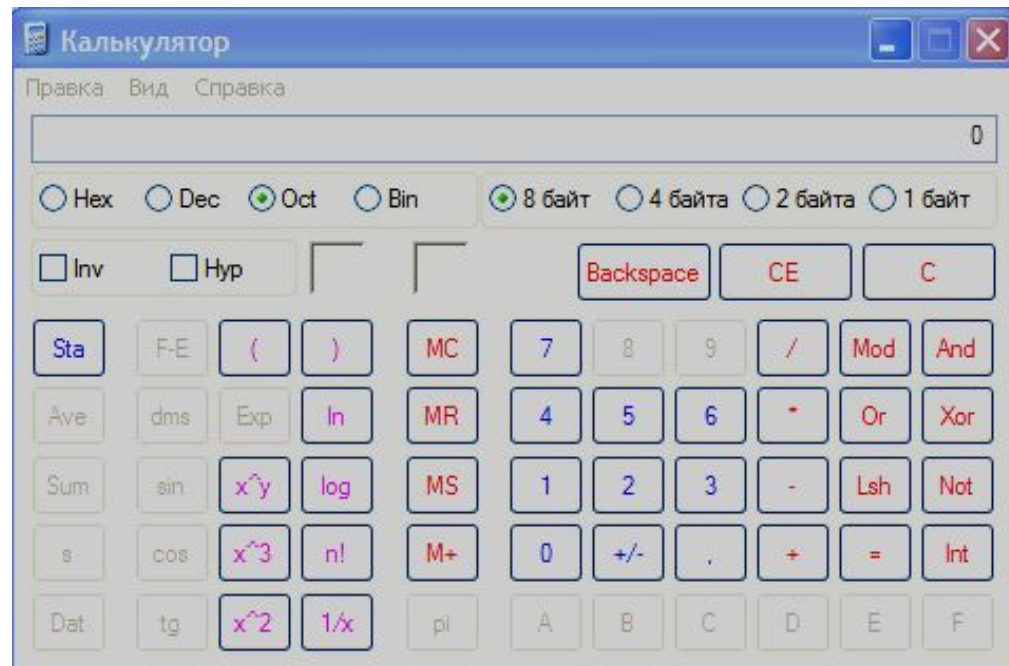 Калькулятор
Правка Вид Справка
0
Hex Dec Oct Bin 8 байт 4 байта 2 байта 1 байт
Inv Hyp Backspace CE C
Sta F-E ( ) MC 7 8 9 / Mod And
Ave dms Exp ln MR 4 5 6 * Or Xor
Sum sin x^y log MS 1 2 3 - Lsh Not
s cos x^3 n! M+ 0 +/- , + = Int
Dat tg x^2 1/x pi A B C D E F